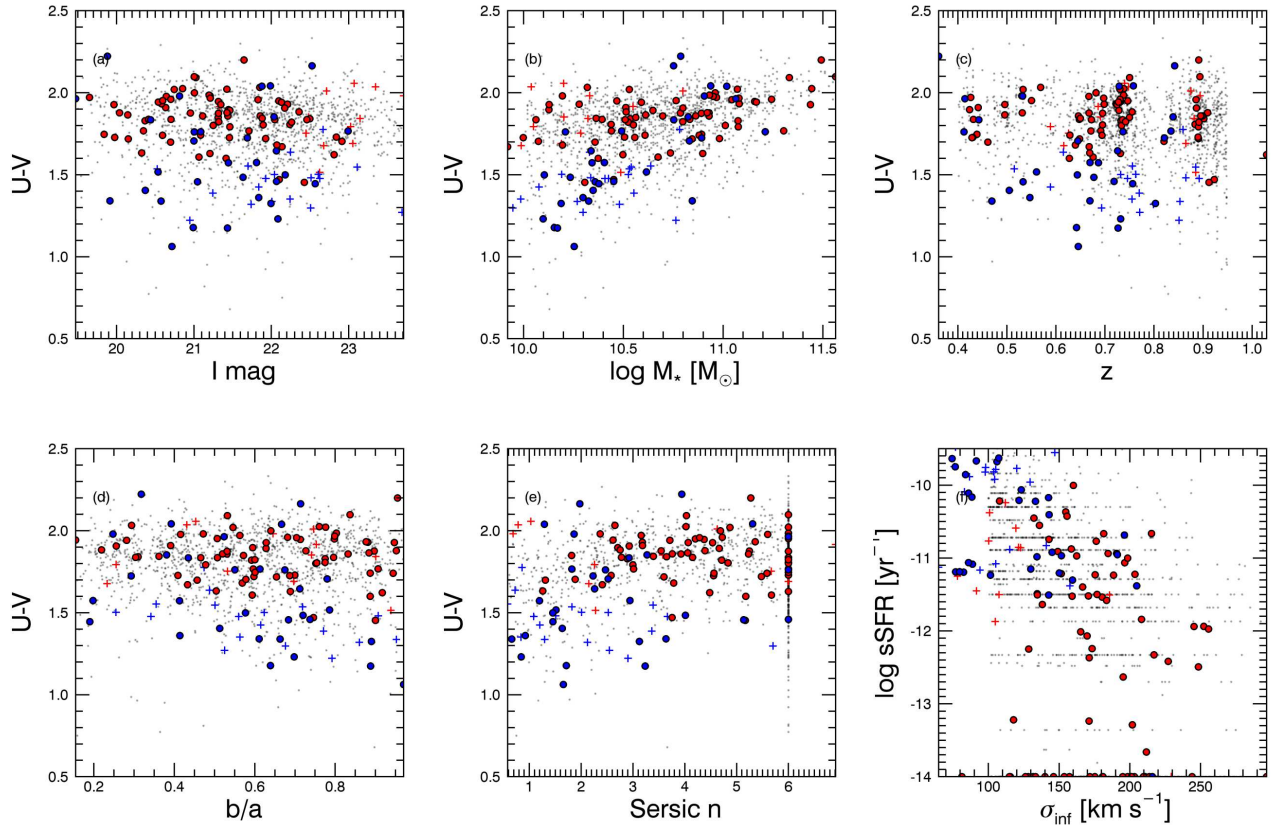 2.5
2.0
1.5
1.0
0.5
U-V
(a)
20 21 22 23
I mag
2.5
2.0
1.5
1.0
0.5
U-V
(b)
10.0 10.5 11.0 11.5
log M* [M⊙]
2.5
2.0
1.5
1.0
0.5
U-V
(c)
0.4 0.5 0.6 0.7 0.8 0.9 1.0
z
2.5
2.0
1.5
1.0
0.5
U-V
(d)
0.2 0.4 0.6 0.8
b/a
2.5
2.0
1.5
1.0
0.5
U-V
(e)
1 2 3 4 5 6
Sersic n
-10
-11
-12
-13
-14
log sSFR [yr⁻¹]
(f)
100 150 200 250
σinf [km s⁻¹]